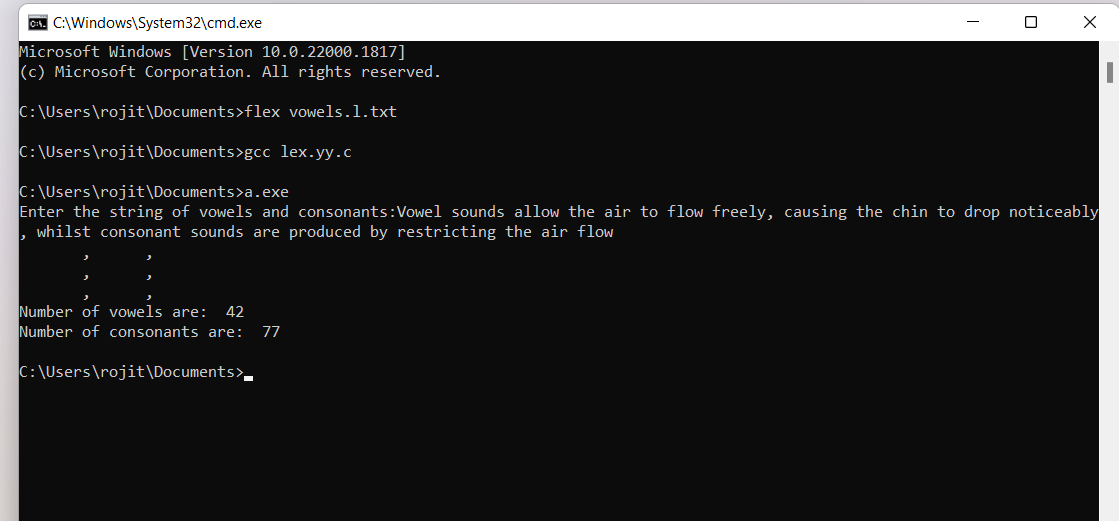 C:\Windows\System32\cmd.exe
Microsoft Windows [Version 10.0.22000.1817]
(c) Microsoft Corporation. All rights reserved.
C:\Users\rojit\Documents>flex vowels.l.txt
C:\Users\rojit\Documents>gcc lex.yy.c
C:\Users\rojit\Documents>a.exe
Enter the string of vowels and consonants:Vowel sounds allow the air to flow freely, causing the chin to drop noticeably
, whilst consonant sounds are produced by restricting the air flow
       ,      ,
       ,      ,
       ,      ,
Number of vowels are:  42
Number of consonants are:  77
C:\Users\rojit\Documents>